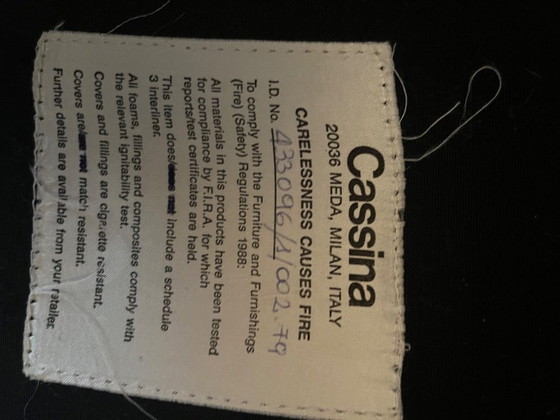 Cassina
20036 MEDA, MILAN, ITALY
CARELESSNESS CAUSES FIRE
I.D. No. 433096/1/002.79
To comply with the Furniture and Furnishings
(Fire) (Safety) Regulations 1988:
All materials in this products have been tested
for compliance by F.I.R.A. for which
reports/test certificates are held.
This item does/does not include a schedule
3 interliner.
All foams, fillings and composites comply with
the relevant ignitability test.
Covers and fillings are cigarette resistant.
Covers are/are not match resistant.
Further details are available from your retailer.